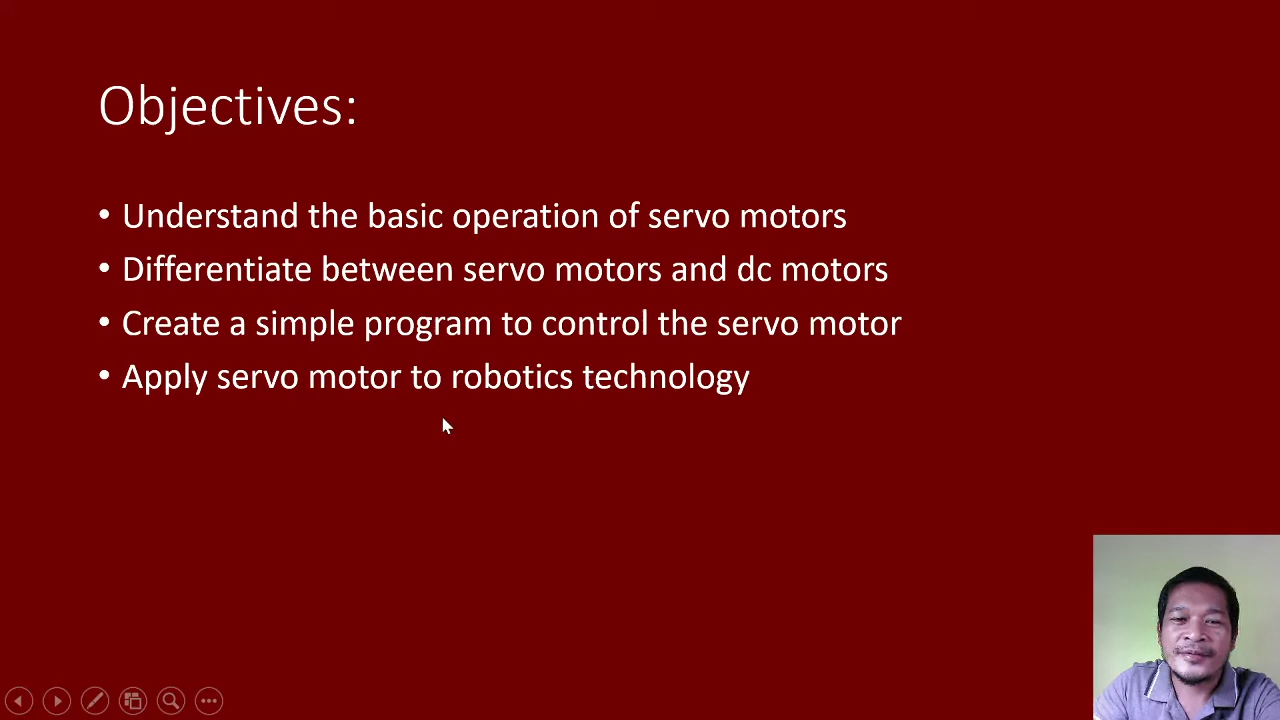 Objectives:
• Understand the basic operation of servo motors
• Differentiate between servo motors and dc motors
• Create a simple program to control the servo motor
• Apply servo motor to robotics technology